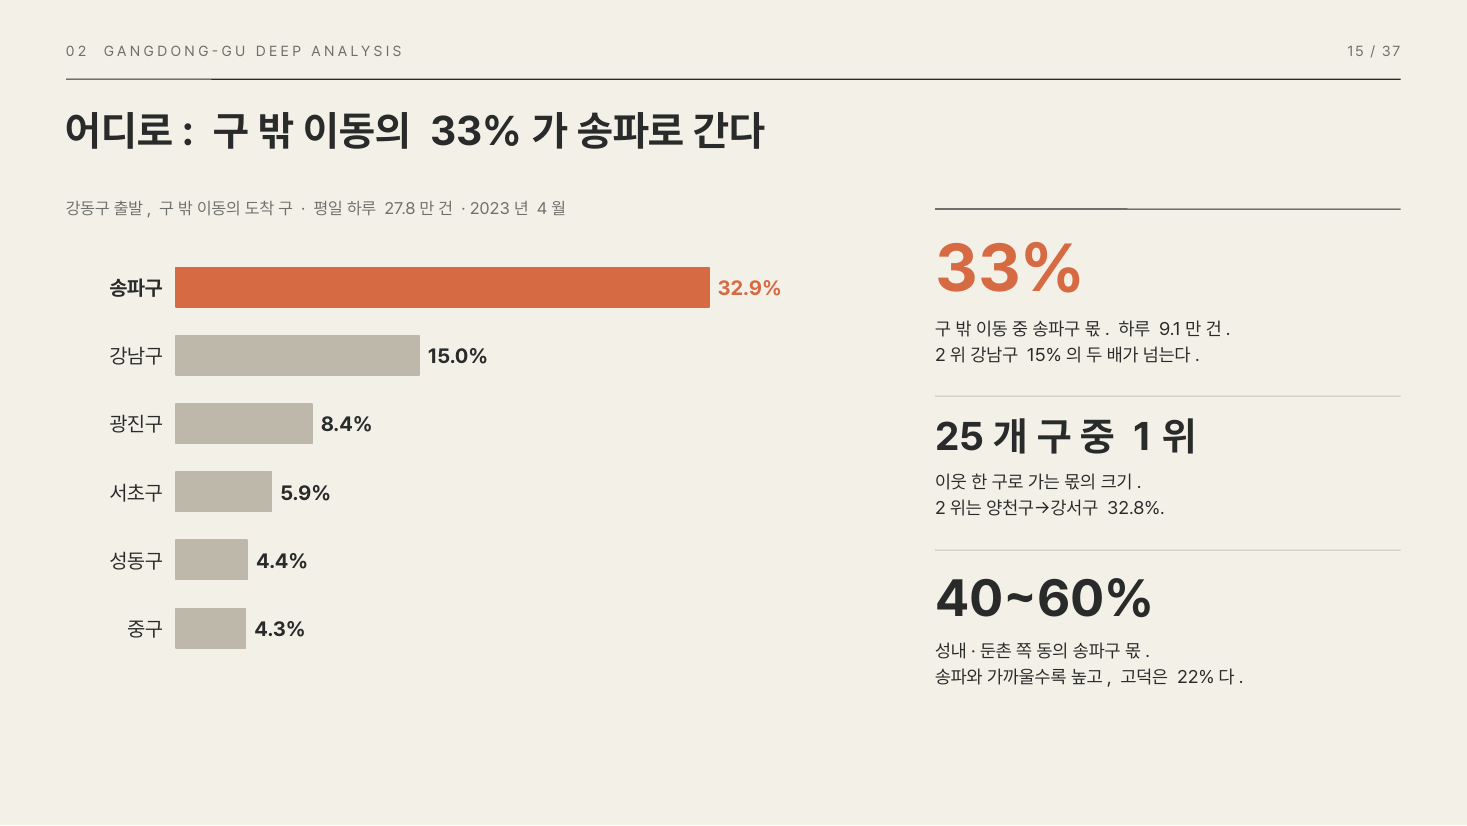 02 GANGDONG-GU DEEP ANALYSIS
15 / 37
어디로 : 구 밖 이동의 33% 가 송파로 간다
강동구 출발 , 구 밖 이동의 도착 구 · 평일 하루 27.8 만 건 · 2023 년 4 월
송파구 32.9%
강남구 15.0%
광진구 8.4%
서초구 5.9%
성동구 4.4%
중구 4.3%
33%
구 밖 이동 중 송파구 몫 . 하루 9.1 만 건 .
2 위 강남구 15% 의 두 배가 넘는다 .
25 개 구 중 1 위
이웃 한 구로 가는 몫의 크기 .
2 위는 양천구→강서구 32.8%.
40~60%
성내 · 둔촌 쪽 동의 송파구 몫 .
송파와 가까울수록 높고 , 고덕은 22% 다 .